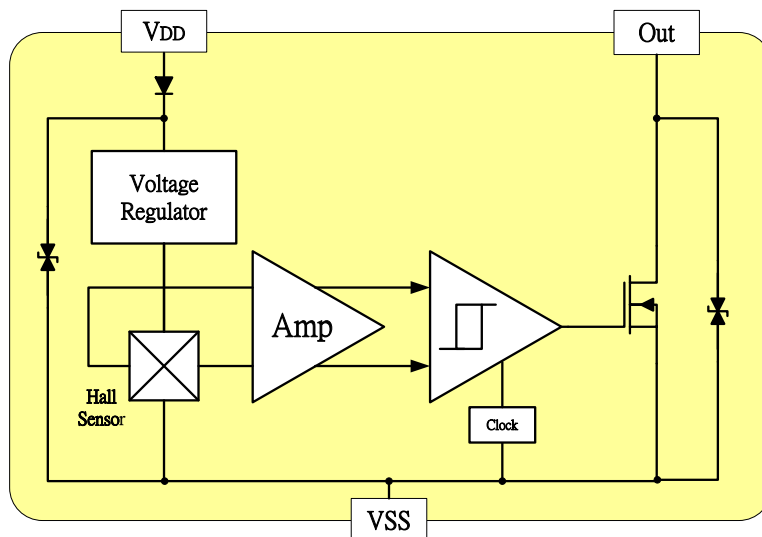 VDD
Out
Voltage
Regulator
Amp
Hall
Sensor
Clock
VSS